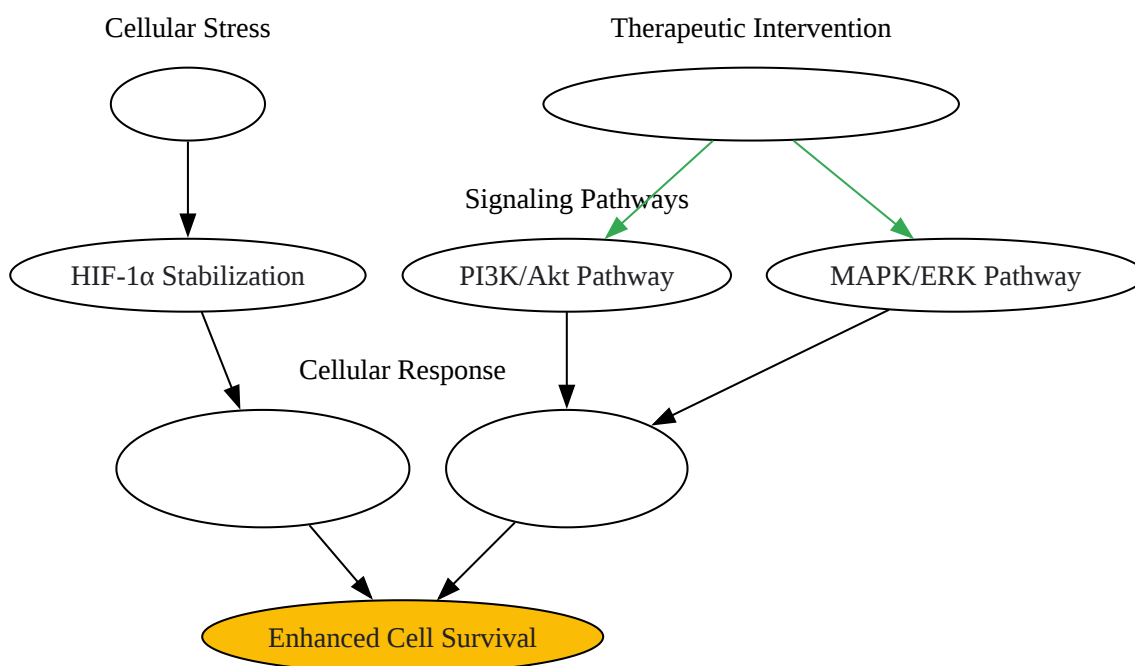 Cellular Stress
Therapeutic Intervention
Signaling Pathways
HIF-1α Stabilization
PI3K/Akt Pathway
MAPK/ERK Pathway
Cellular Response
Enhanced Cell Survival